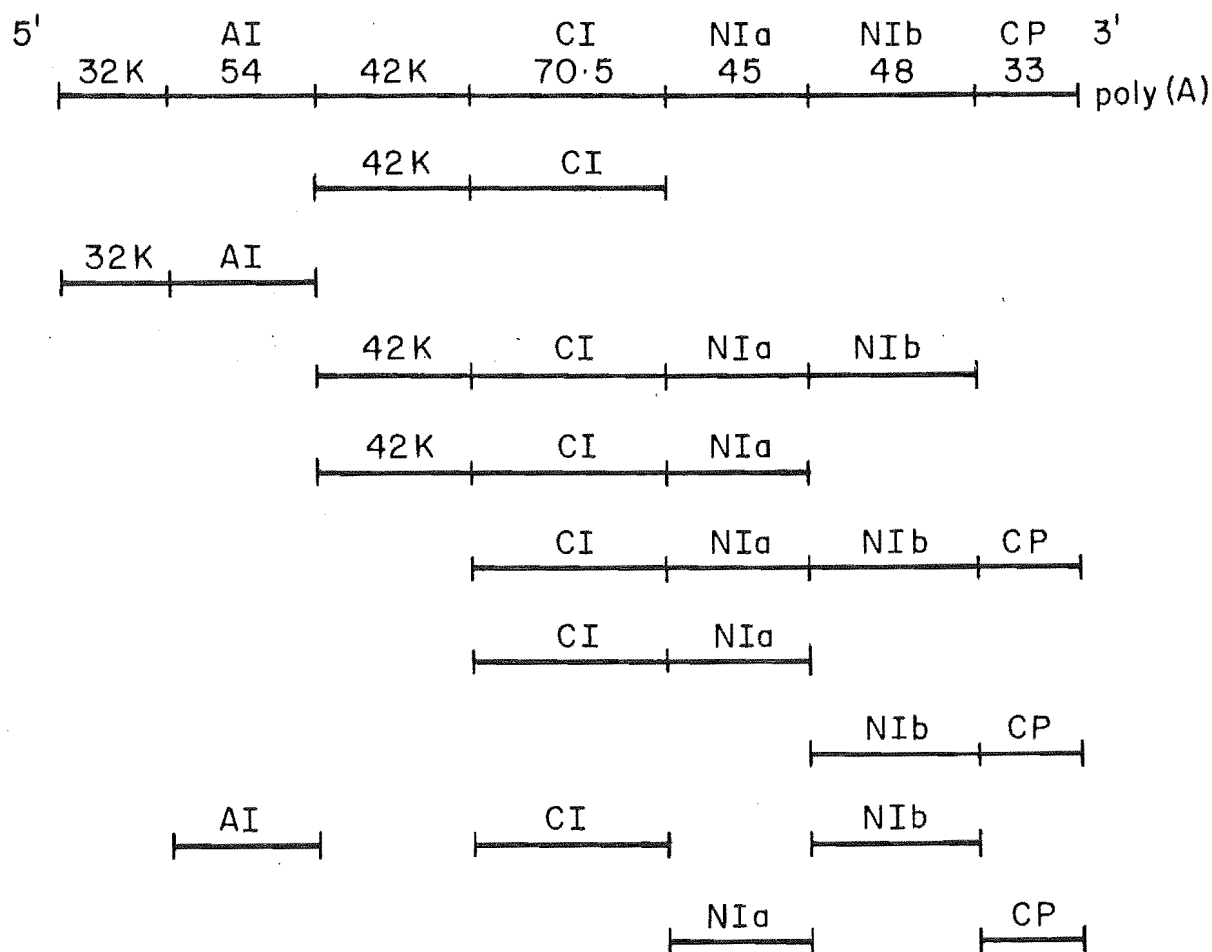 5' AI CI NIa NIb CP 3'
32K 54 42K 70·5 45 48 33
poly (A)
42K CI
32K AI
42K CI NIa NIb
42K CI NIa
CI NIa NIb CP
CI NIa
NIb CP
AI CI NIb
NIa CP